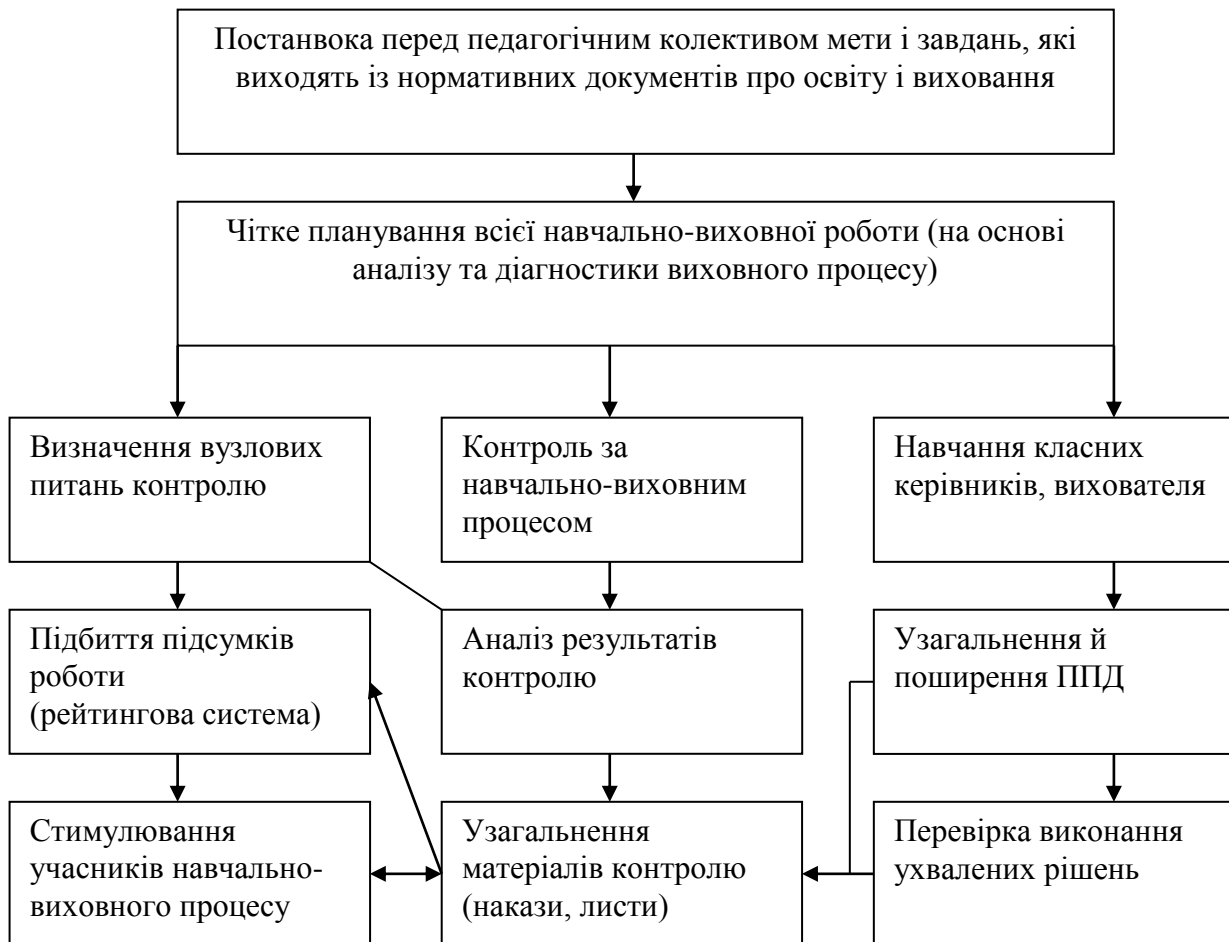 Постанвока перед педагогічним колективом мети і завдань, які
виходять із нормативних документів про освіту і виховання
Чітке планування всієї навчально-виховної роботи (на основі
аналізу та діагностики виховного процесу)
Визначення вузлових
питань контролю
Контроль за
навчально-виховним
процесом
Навчання класних
керівників, вихователя
Підбиття підсумків
роботи
(рейтингова система)
Аналіз результатів
контролю
Узагальнення й
поширення ППД
Стимулювання
учасників навчально-
виховного процесу
Узагальнення
матеріалів контролю
(накази, листи)
Перевірка виконання
ухвалених рішень